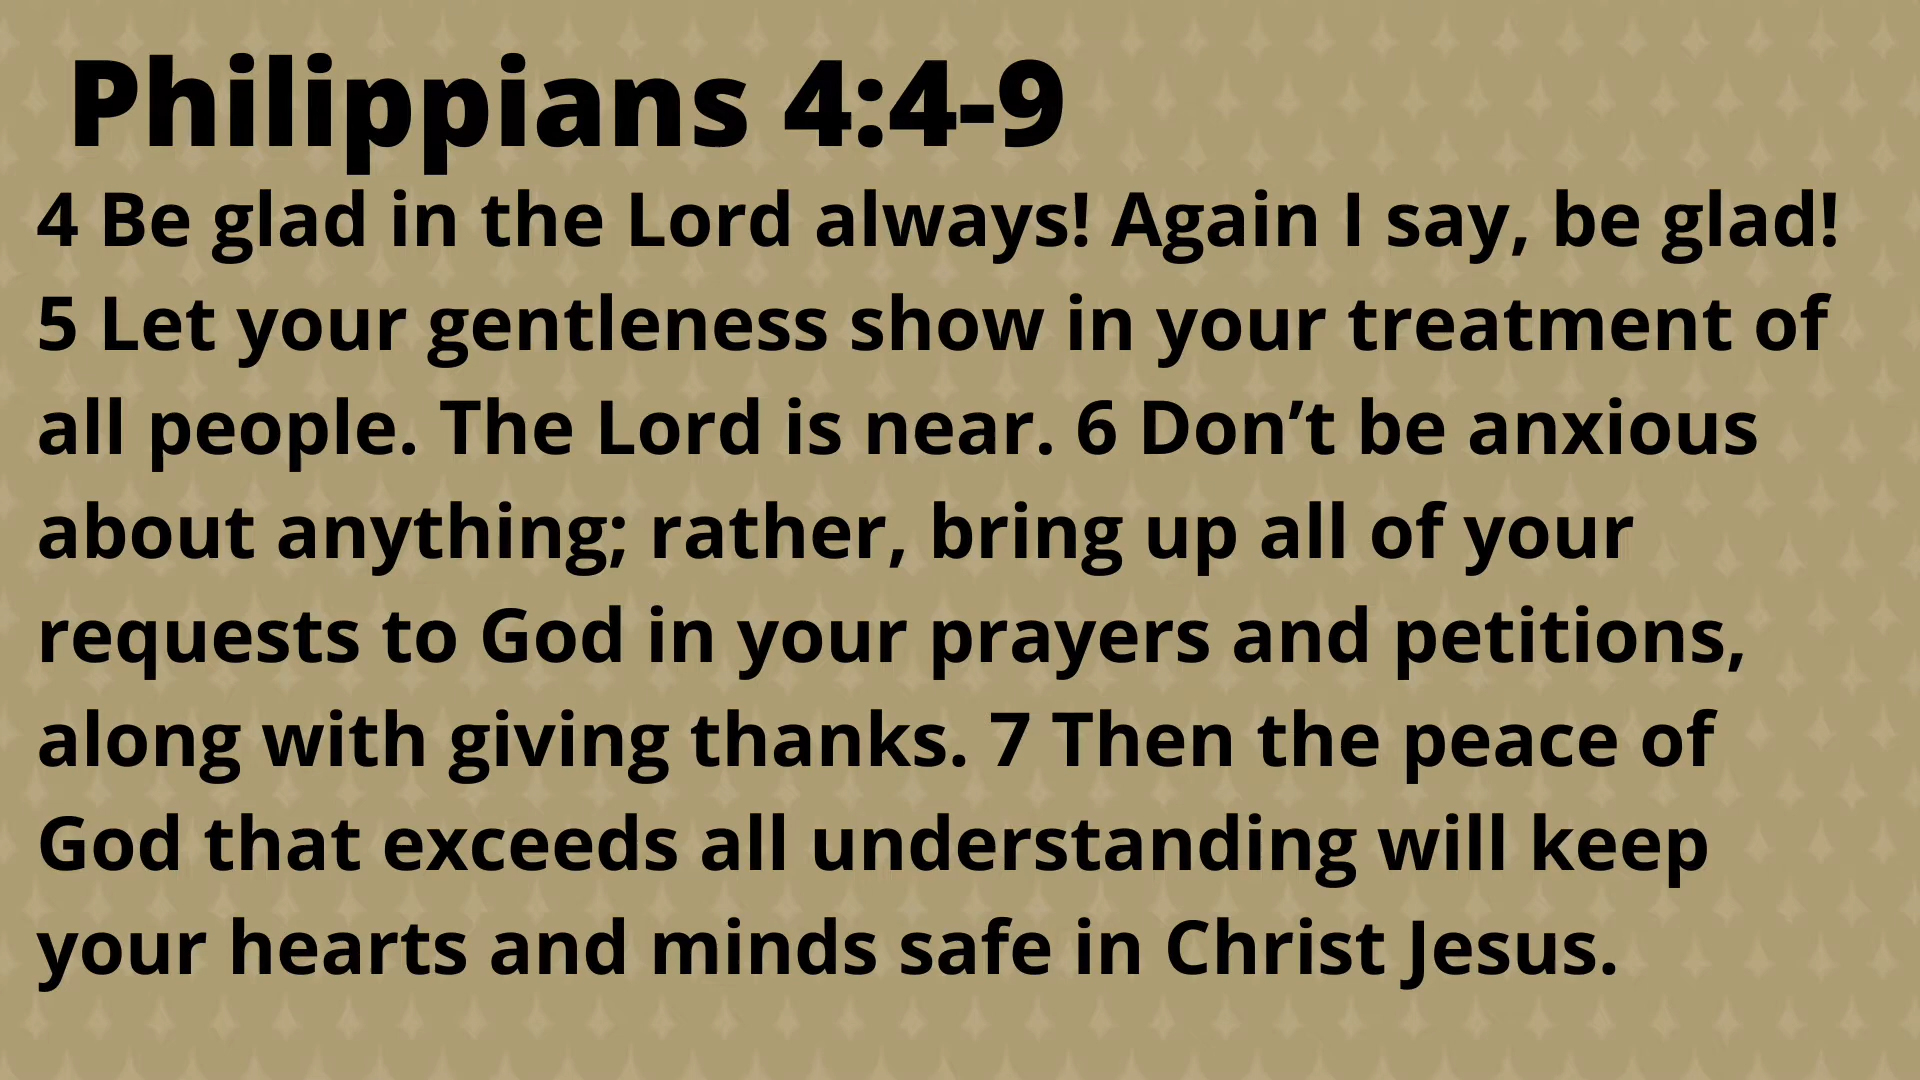 Philippians 4:4-9
4 Be glad in the Lord always! Again I say, be glad!
5 Let your gentleness show in your treatment of
all people. The Lord is near. 6 Don’t be anxious
about anything; rather, bring up all of your
requests to God in your prayers and petitions,
along with giving thanks. 7 Then the peace of
God that exceeds all understanding will keep
your hearts and minds safe in Christ Jesus.